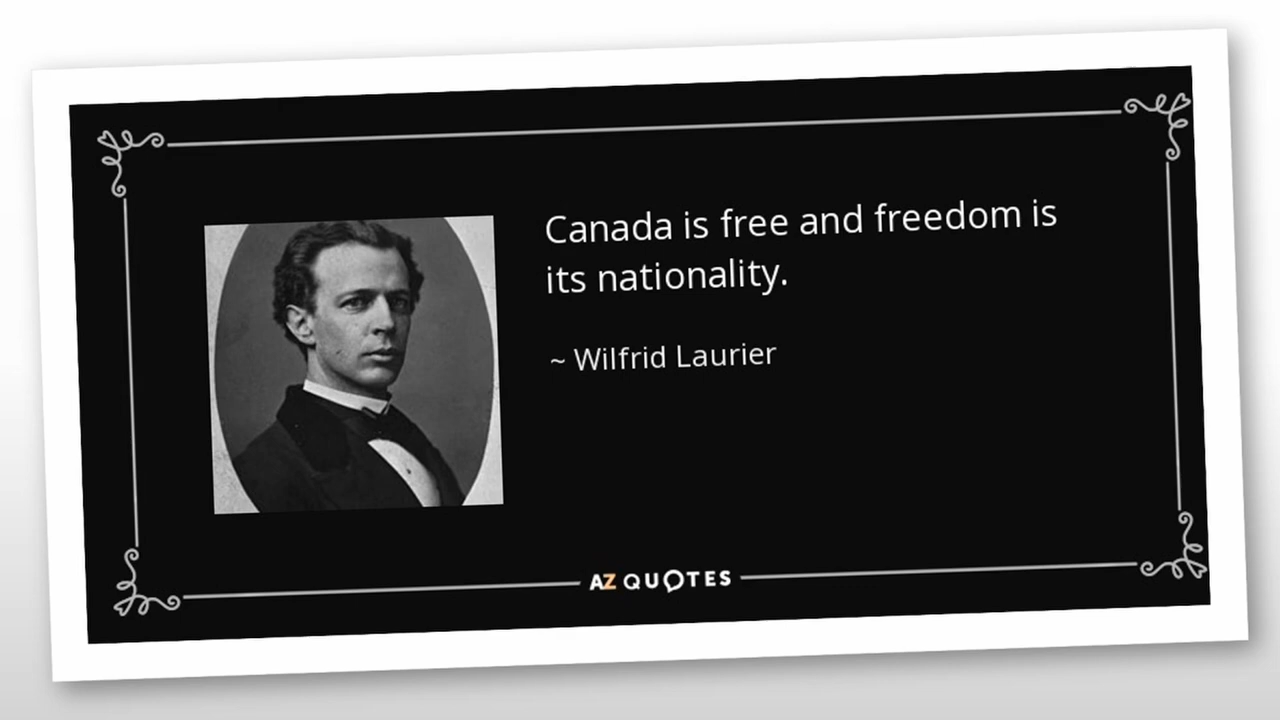 Canada is free and freedom is
its nationality.
~ Wilfrid Laurier
AZ QUOTES